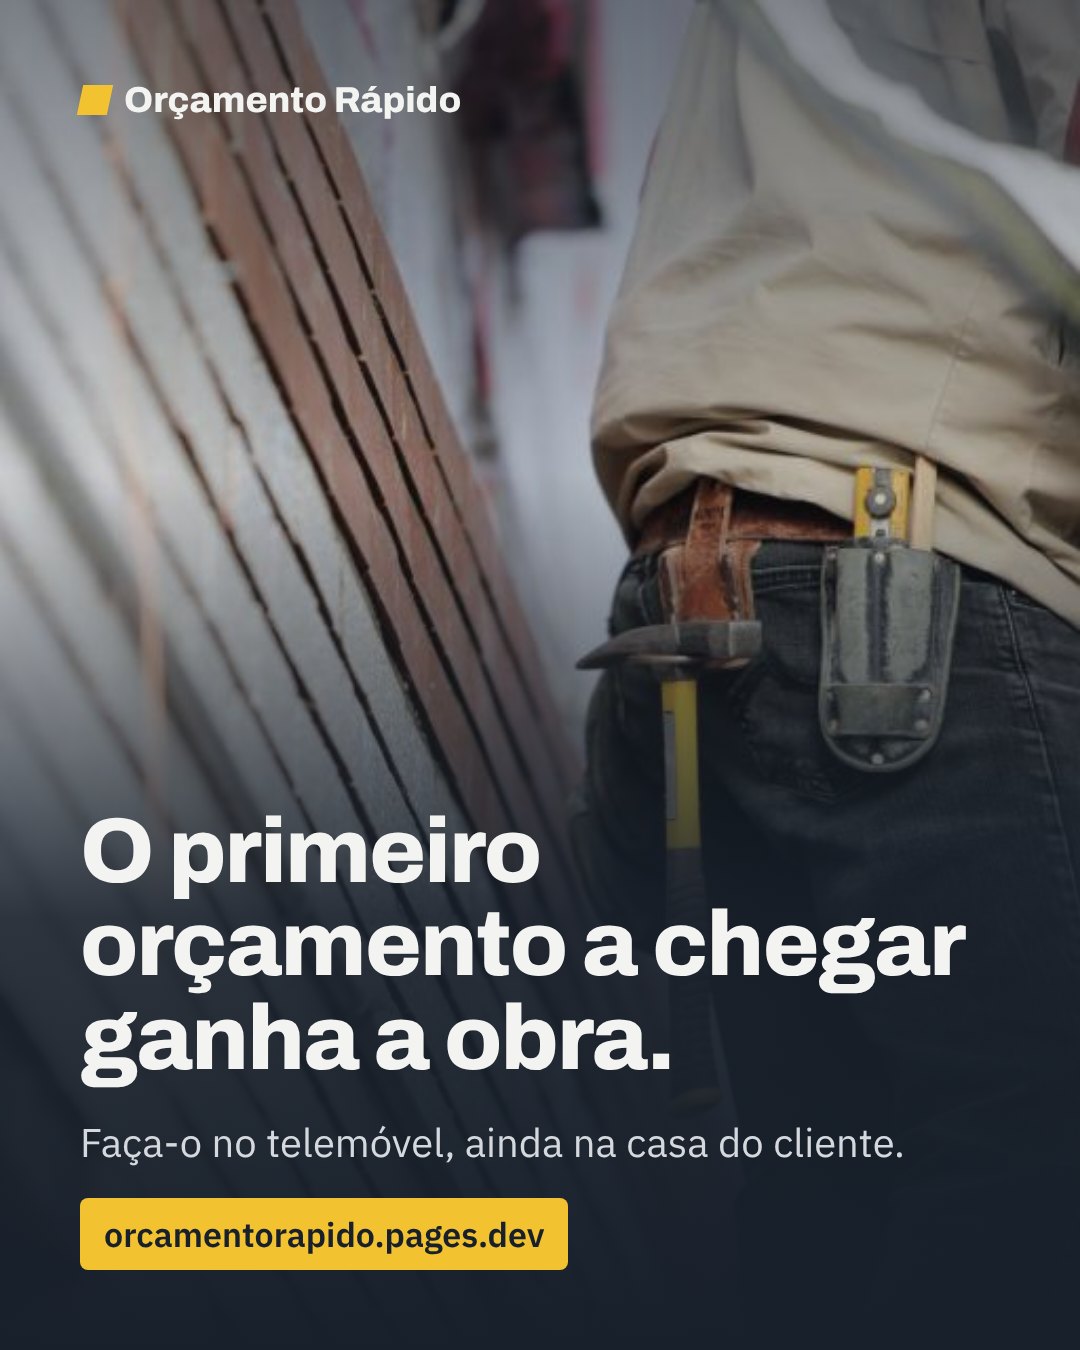 Orçamento Rápido
O primeiro
orçamento a chegar
ganha a obra.
Faça-o no telemóvel, ainda na casa do cliente.
orcamentorapido.pages.dev